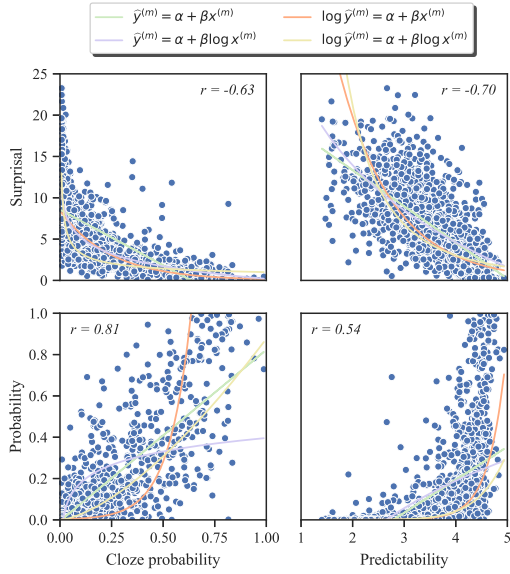 ŷ⁽ᵐ⁾ = α + βx⁽ᵐ⁾
log ŷ⁽ᵐ⁾ = α + βx⁽ᵐ⁾
ŷ⁽ᵐ⁾ = α + βlog x⁽ᵐ⁾
log ŷ⁽ᵐ⁾ = α + βlog x⁽ᵐ⁾
25
20
15
10
5
0
Surprisal
r = -0.63
r = -0.70
1.0
0.8
0.6
0.4
0.2
0.0
Probability
r = 0.81
r = 0.54
0.00 0.25 0.50 0.75 1.00
Cloze probability
1 2 3 4 5
Predictability